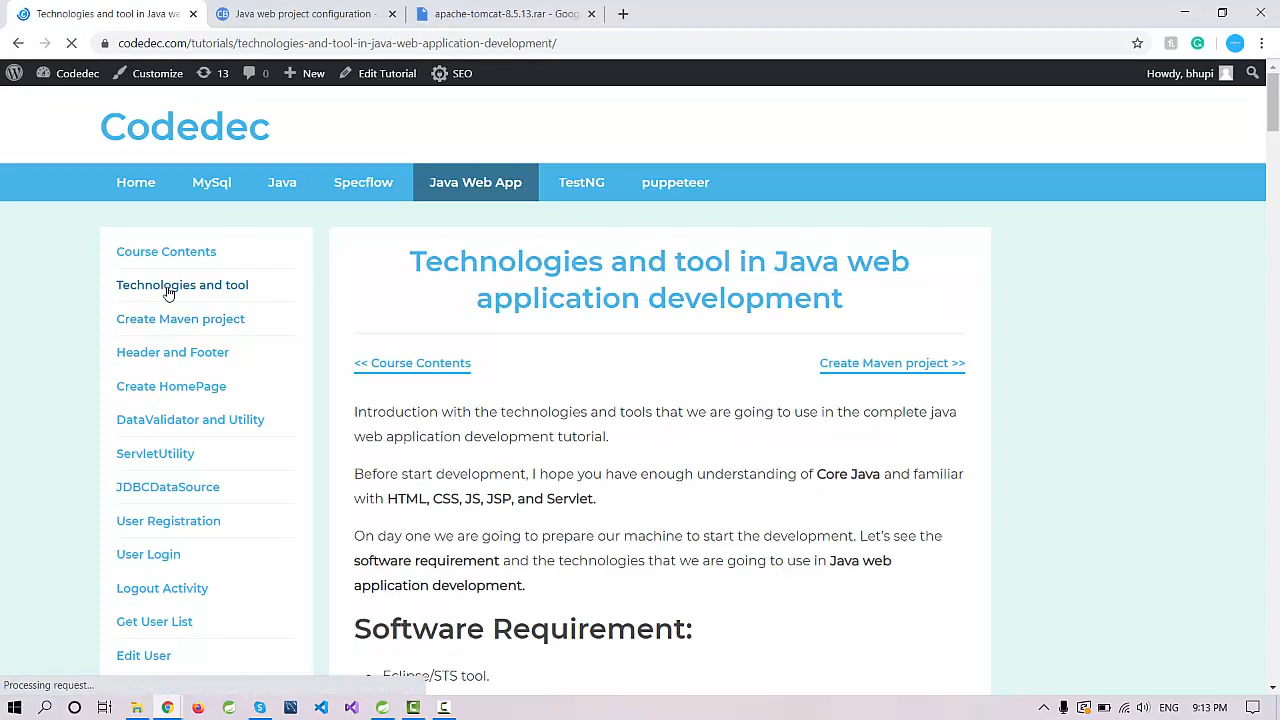 Technologies and tool in Java we
Java web project configuration -
apache-tomcat-8.5.13.rar - Goog
codedec.com/tutorials/technologies-and-tool-in-java-web-application-development/
Codedec
Customize
13
0
New
Edit Tutorial
SEO
Howdy, bhupi
Codedec
Home
MySql
Java
Specflow
Java Web App
TestNG
puppeteer
Course Contents
Technologies and tool
Create Maven project
Header and Footer
Create HomePage
DataValidator and Utility
ServletUtility
JDBCDataSource
User Registration
User Login
Logout Activity
Get User List
Edit User
Technologies and tool in Java web
application development
<< Course Contents
Create Maven project >>
Introduction with the technologies and tools that we are going to use in the complete java
web application development tutorial.
Before start development, I hope you have enough understanding of Core Java and familiar
with HTML, CSS, JS, JSP, and Servlet.
On day one we are going to prepare our machine to start the development. Let's see the
software requirement and the technologies that we are going to use in Java web
application development.
Software Requirement:
Eclipse/STS tool.
Processing request...
ENG
9:13 PM